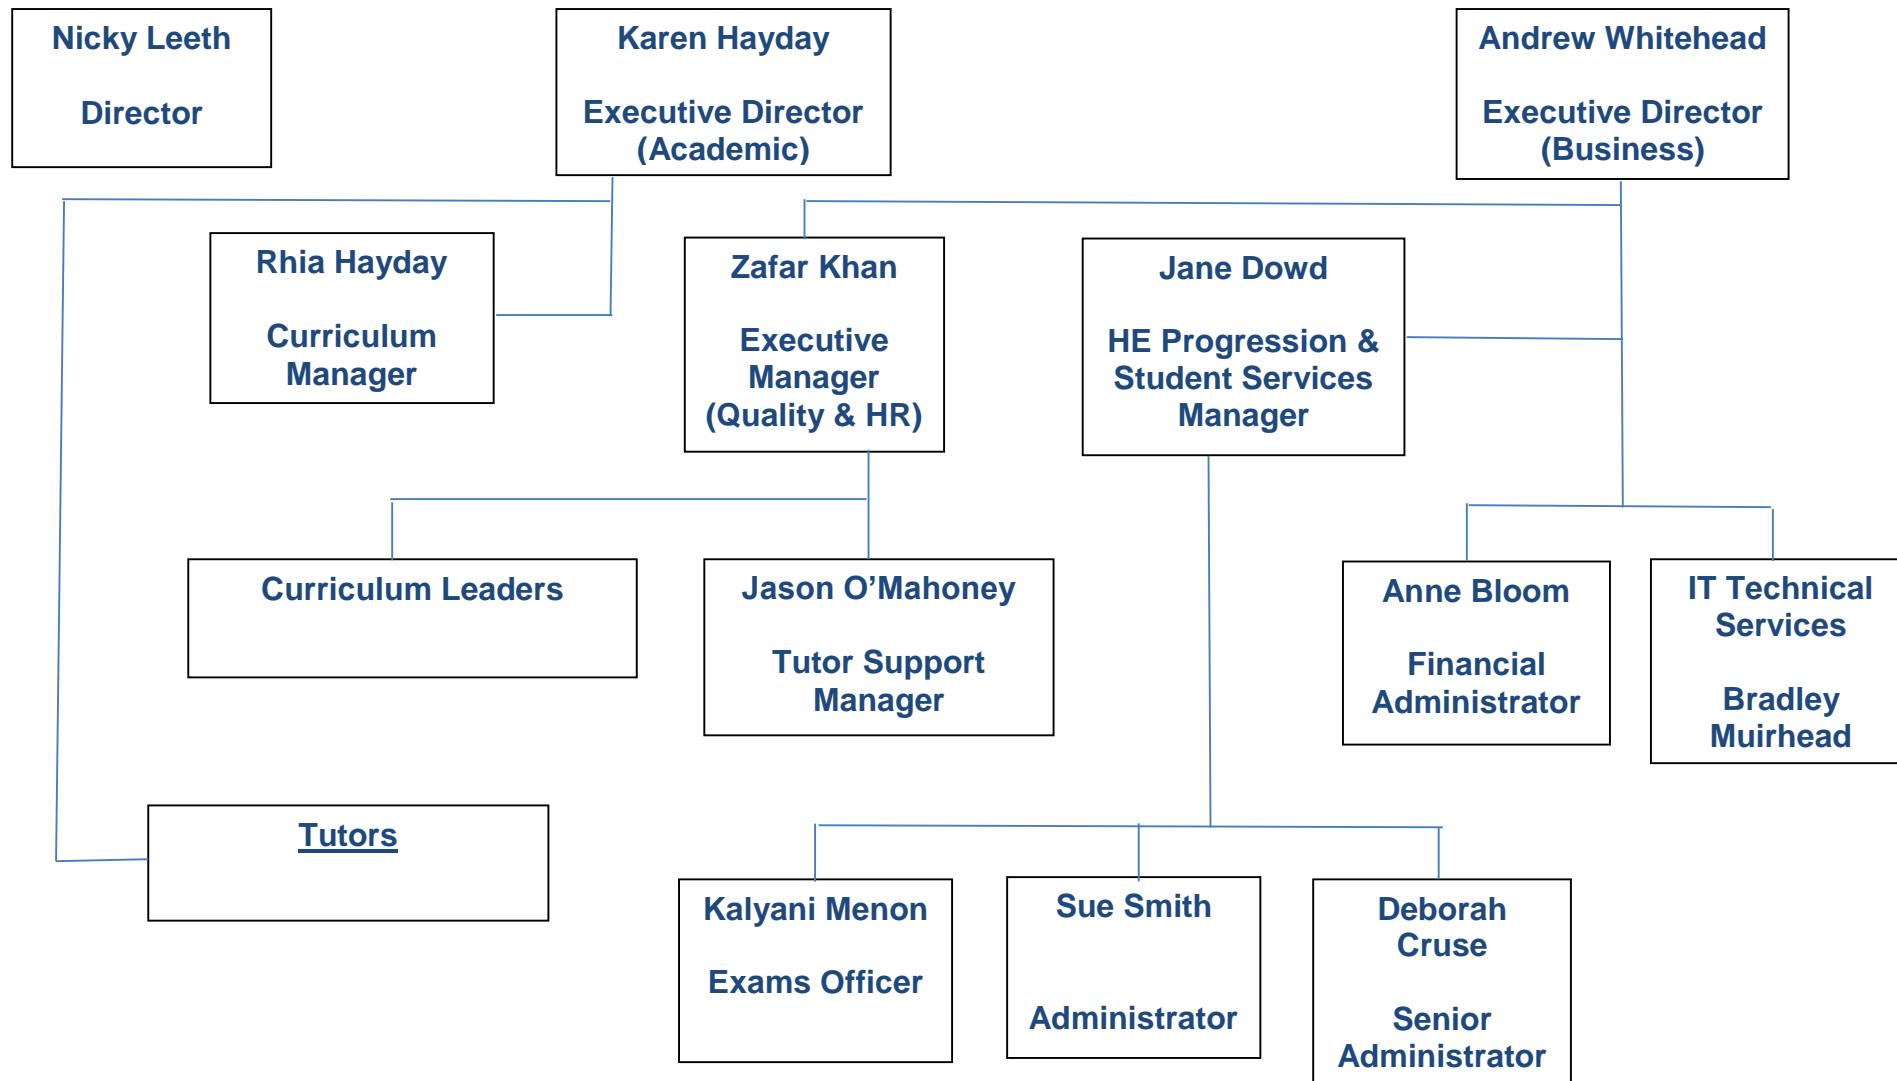 Nicky Leeth
Director
Karen Hayday
Executive Director
(Academic)
Andrew Whitehead
Executive Director
(Business)
Rhia Hayday
Curriculum
Manager
Zafar Khan
Executive
Manager
(Quality & HR)
Jane Dowd
HE Progression &
Student Services
Manager
Curriculum Leaders
Jason O’Mahoney
Tutor Support
Manager
Anne Bloom
Financial
Administrator
IT Technical
Services
Bradley
Muirhead
Tutors
Kalyani Menon
Exams Officer
Sue Smith
Administrator
Deborah
Cruse
Senior
Administrator